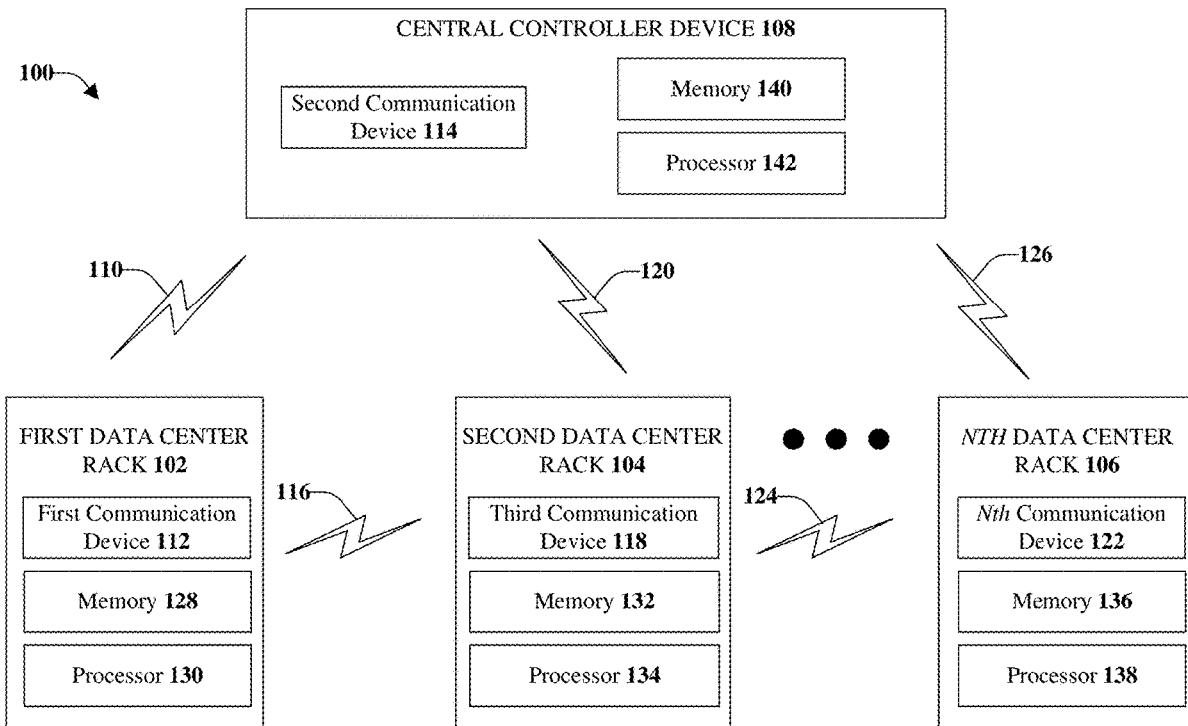 CENTRAL CONTROLLER DEVICE 108
100
Second Communication
Device 114
Memory 140
Processor 142
110
120
126
FIRST DATA CENTER
RACK 102
First Communication
Device 112
Memory 128
Processor 130
116
SECOND DATA CENTER
RACK 104
Third Communication
Device 118
Memory 132
Processor 134
124
NTH DATA CENTER
RACK 106
Nth Communication
Device 122
Memory 136
Processor 138